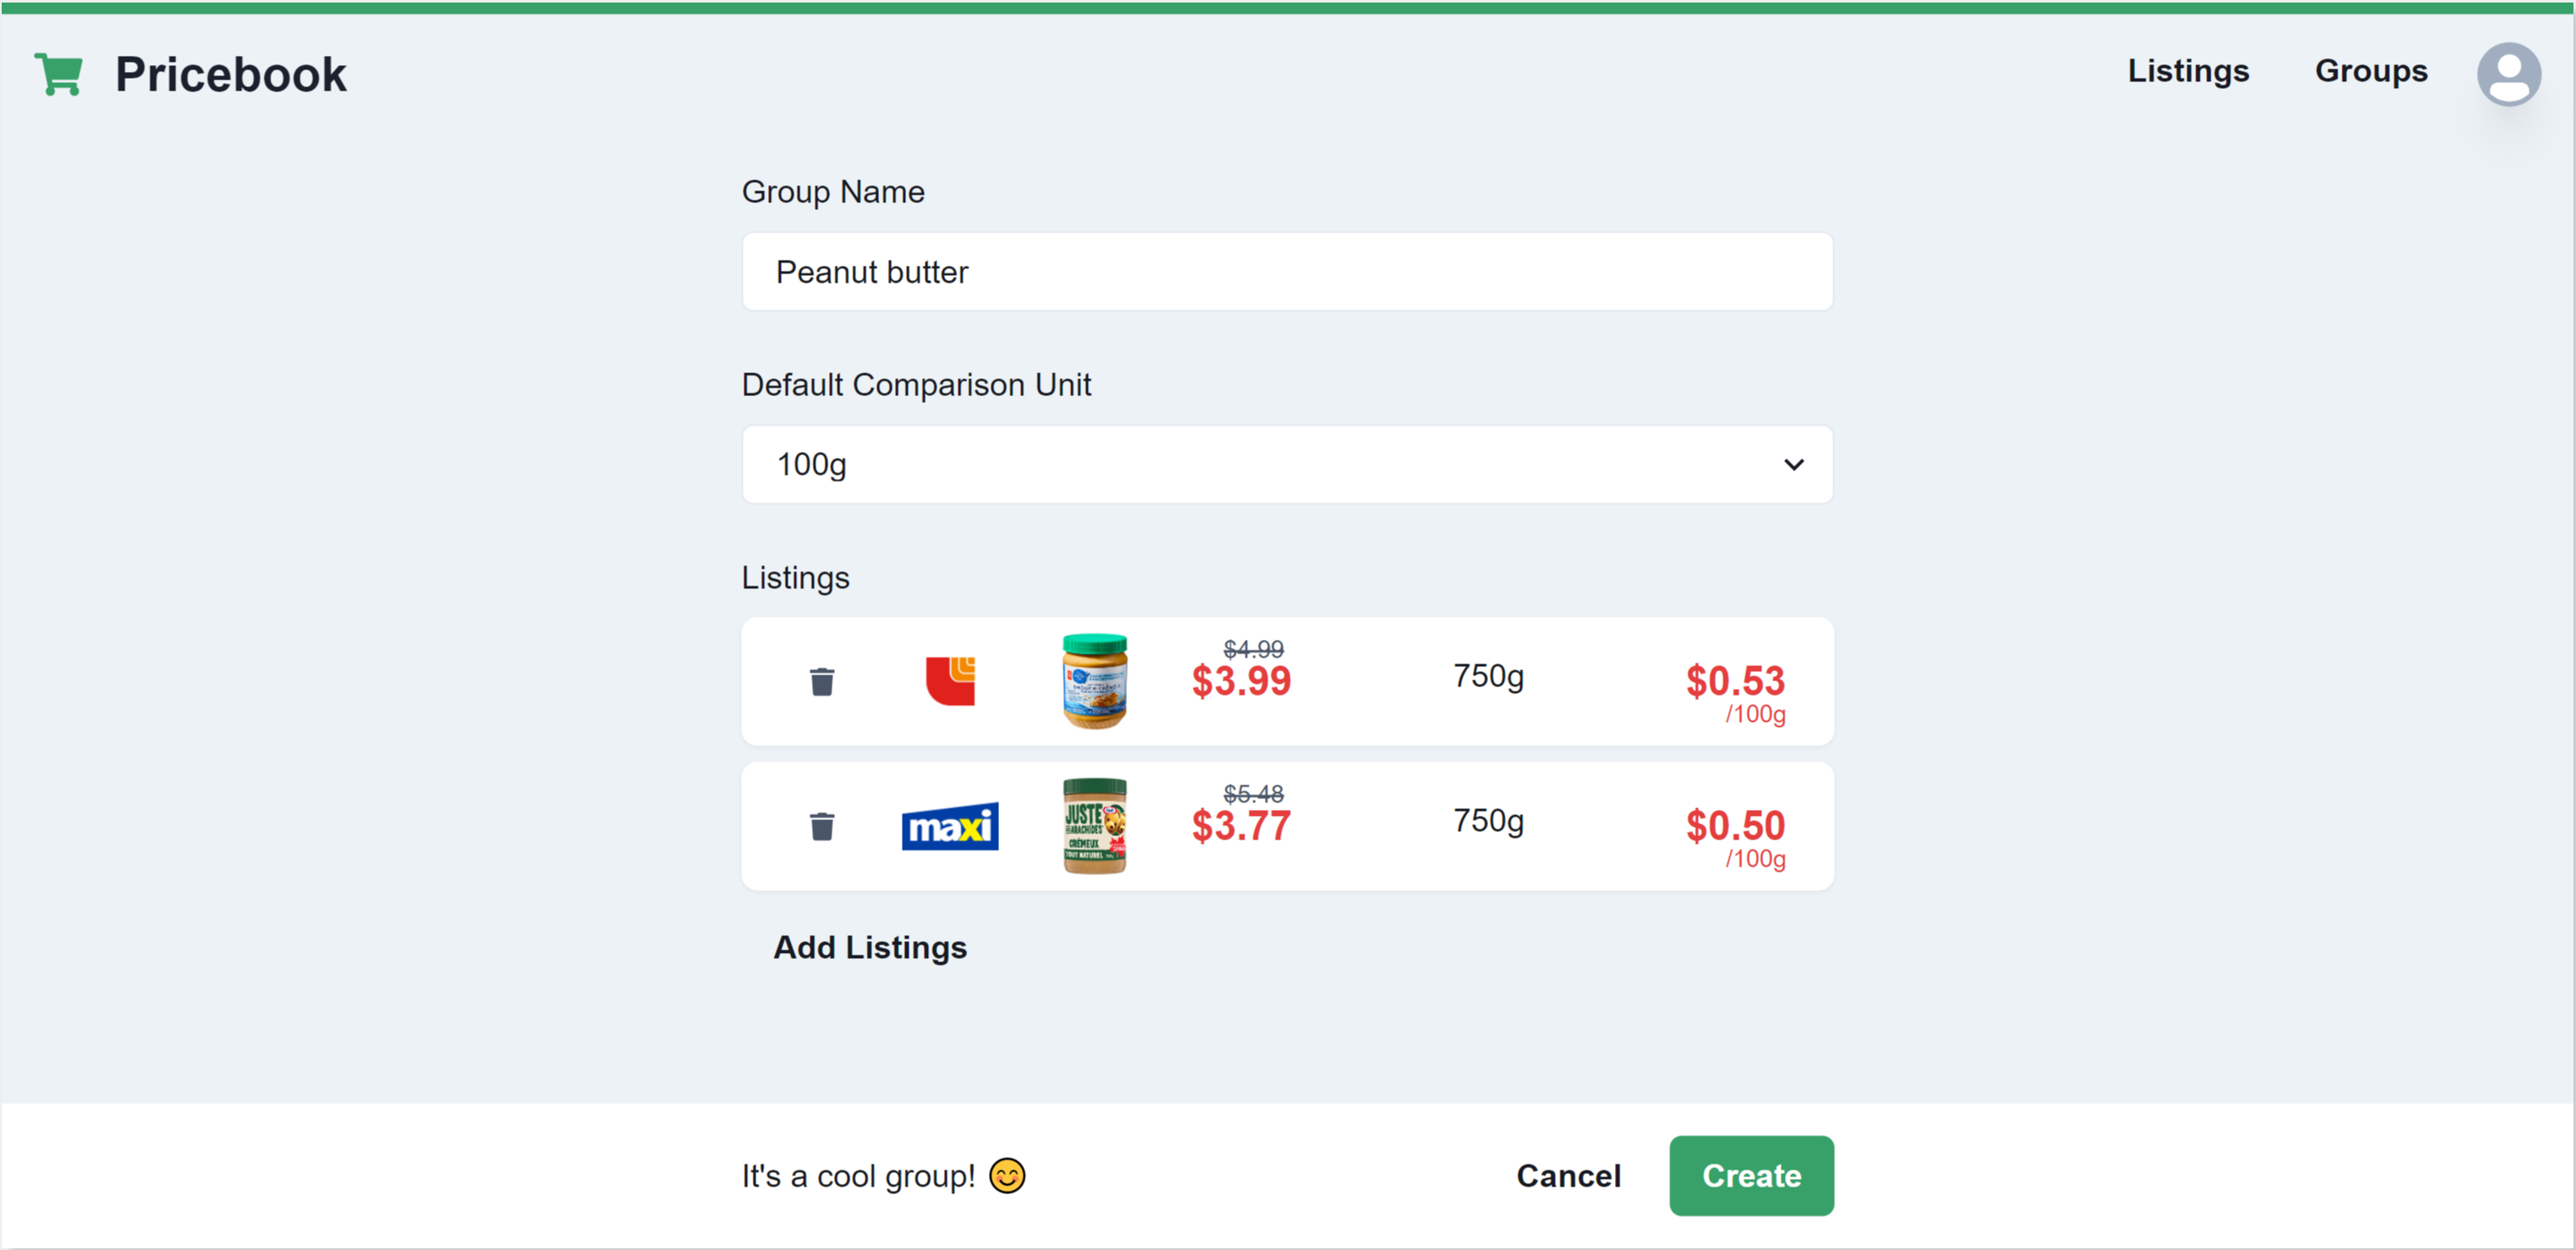 Pricebook
Listings
Groups
Group Name
Peanut butter
Default Comparison Unit
100g
Listings
$4.99
$3.99
750g
$0.53
/100g
maxi
JUSTE
ARACHIDES
CRÉMEUX
TOUT NATUREL
$5.48
$3.77
750g
$0.50
/100g
Add Listings
It's a cool group! 😊
Cancel
Create